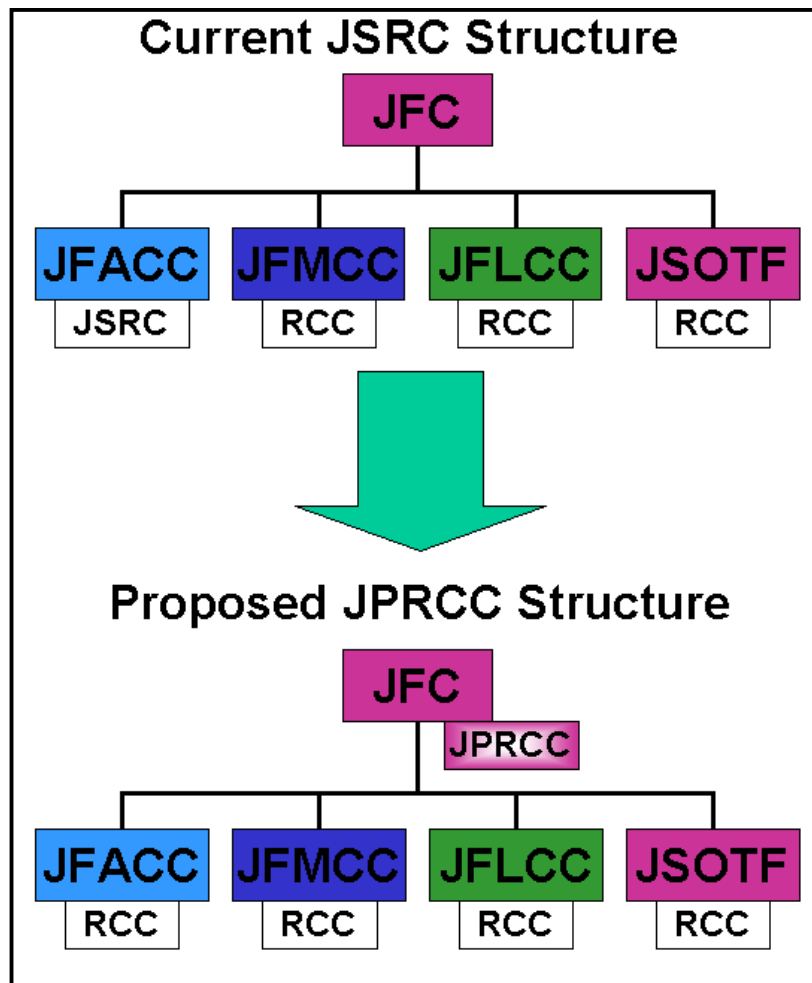 Current JSRC Structure
JFC
JFACC JFMCC JFLCC JSOTF
JSRC RCC RCC RCC
Proposed JPRCC Structure
JFC
JPRCC
JFACC JFMCC JFLCC JSOTF
RCC RCC RCC RCC